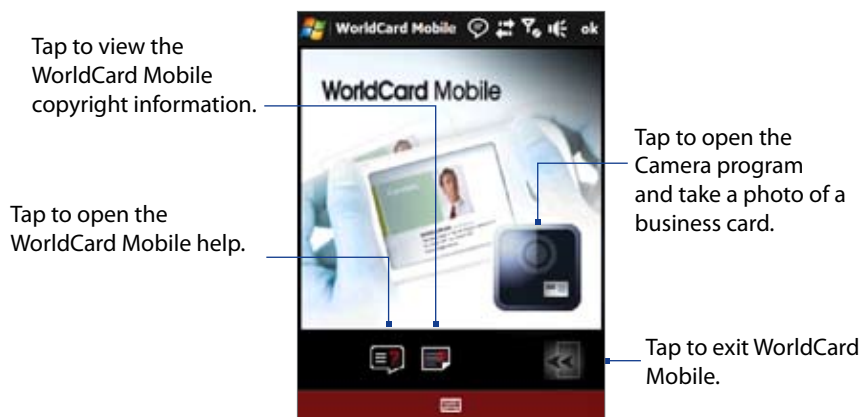 Tap to view the
WorldCard Mobile
copyright information.
Tap to open the
WorldCard Mobile help.
WorldCard Mobile
ok
WorldCard Mobile
Tap to open the
Camera program
and take a photo of a
business card.
Tap to exit WorldCard
Mobile.